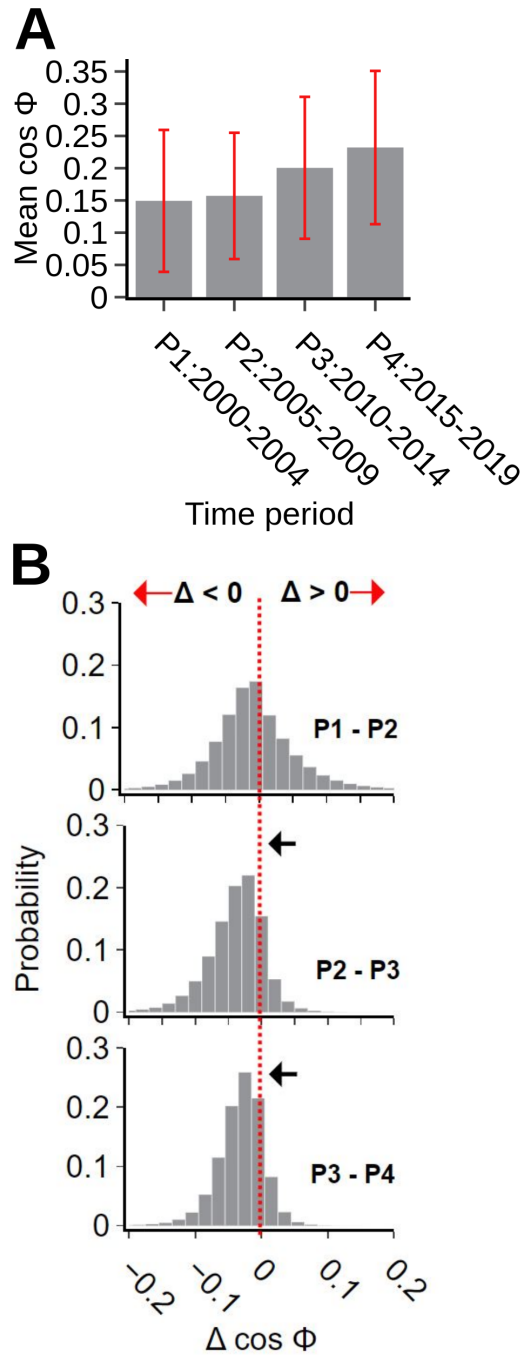 A
Mean cos Φ
0.35
0.3
0.25
0.2
0.15
0.1
0.05
0
P1:2000-2004
P2:2005-2009
P3:2010-2014
P4:2015-2019
Time period
B
Δ < 0
Δ > 0
Probability
0.3
0.2
0.1
0
P1 - P2
0.3
0.2
0.1
0
P2 - P3
0.3
0.2
0.1
0
P3 - P4
−0.2
−0.1
0
0.1
0.2
Δ cos Φ